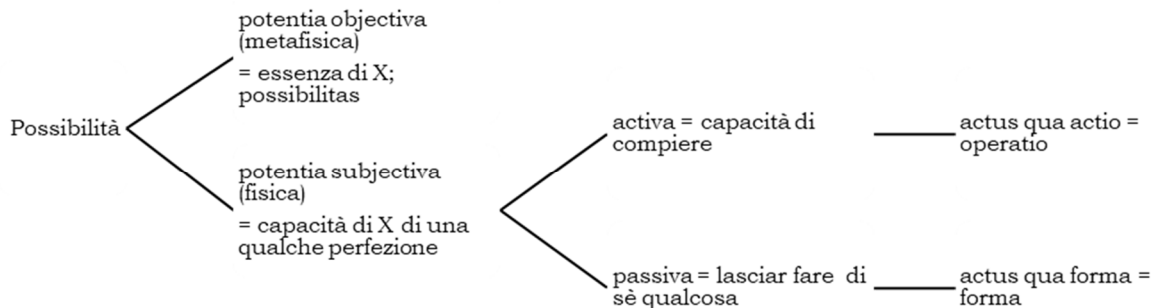 potentia objectiva
(metafisica)
= essenza di X;
possibilitas
Possibilità
activa = capacità di
compiere
actus qua actio =
operatio
potentia subjectiva
(fisica)
= capacità di X di una
qualche perfezione
passiva = lasciar fare di
sè qualcosa
actus qua forma =
forma